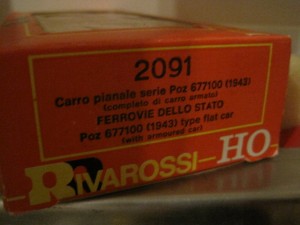 2091
Carro pianale serie Poz 677100 (1943)
(completo di carro armato)
FERROVIE DELLO STATO
Poz 677100 (1943) type flat car
(with armoured car)
RIVAROSSI HO